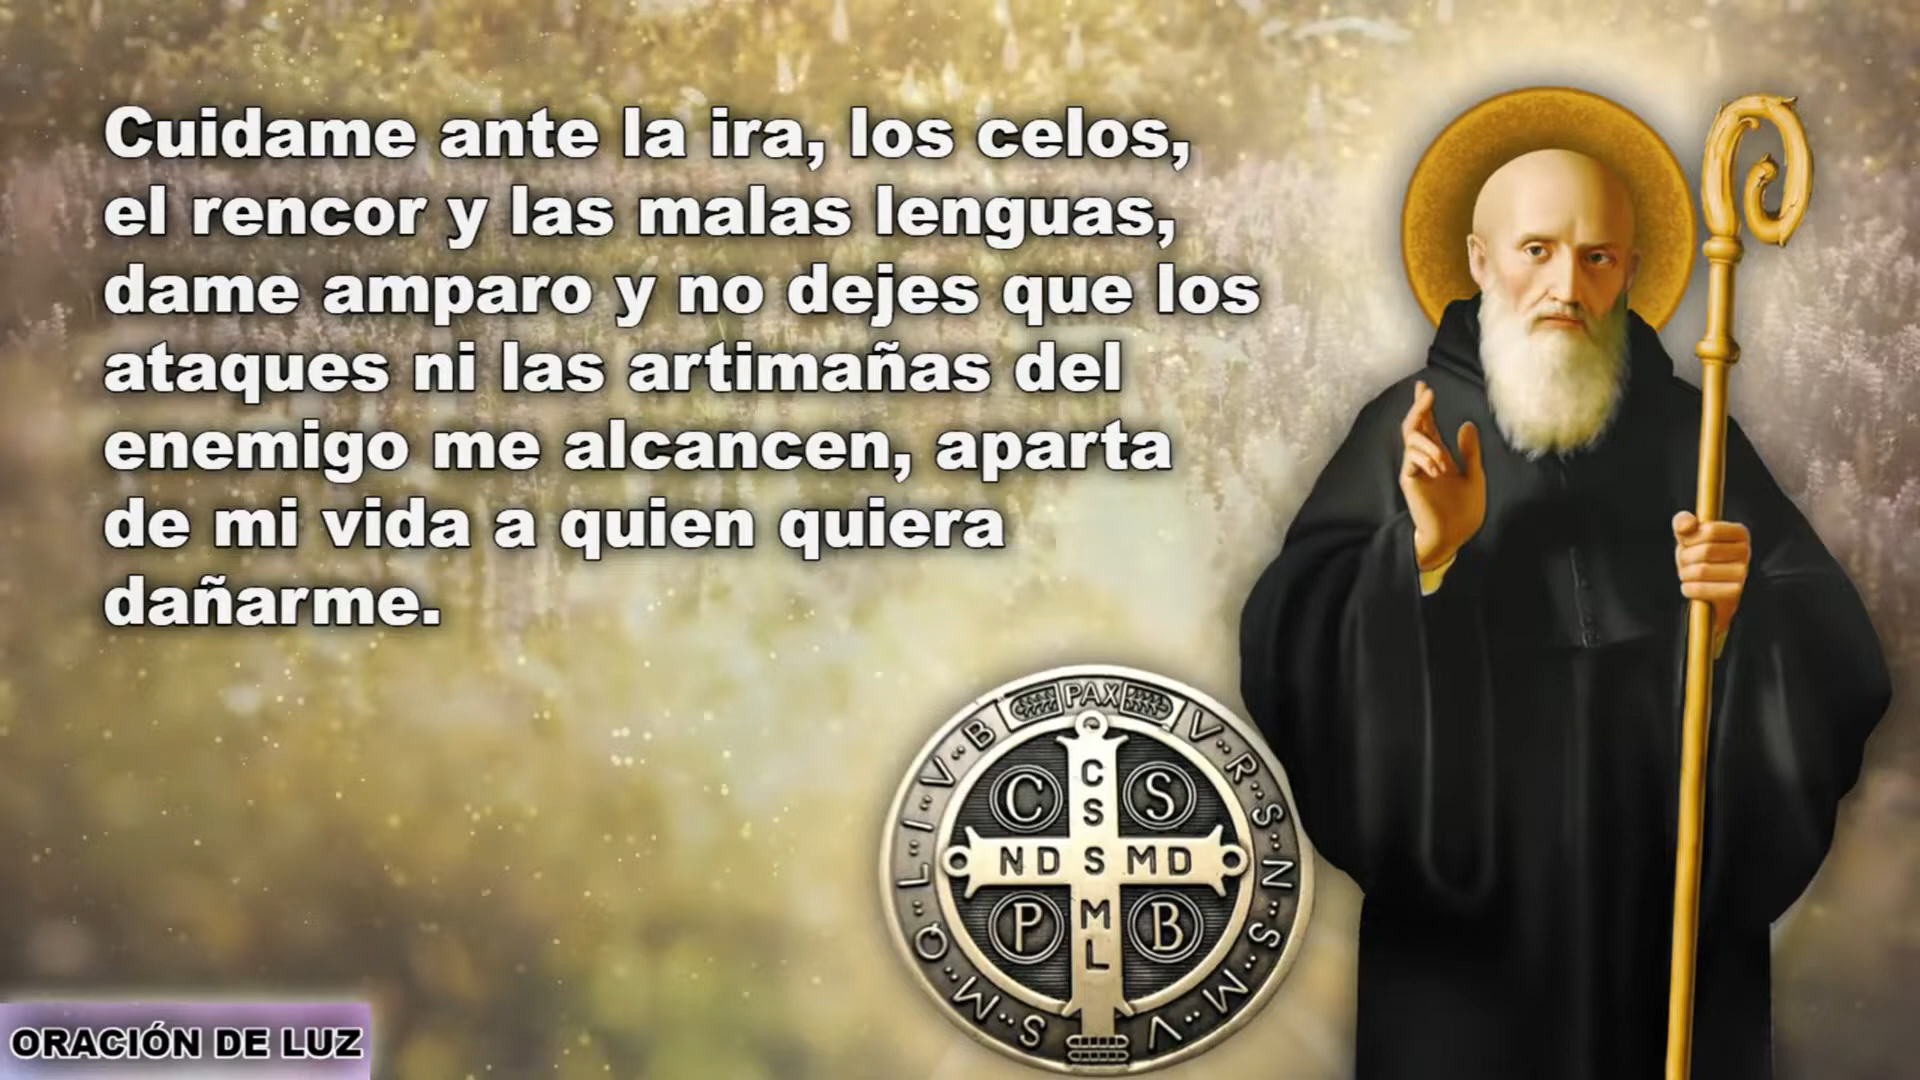 Cuidame ante la ira, los celos,
el rencor y las malas lenguas,
dame amparo y no dejes que los
ataques ni las artimañas del
enemigo me alcancen, aparta
de mi vida a quien quiera
dañarme.
PAX
V·R·S·N·S·M·V
S·M·Q·L·I·V·B
C S
C
S
N D S M D
M
L
P B
ORACIÓN DE LUZ